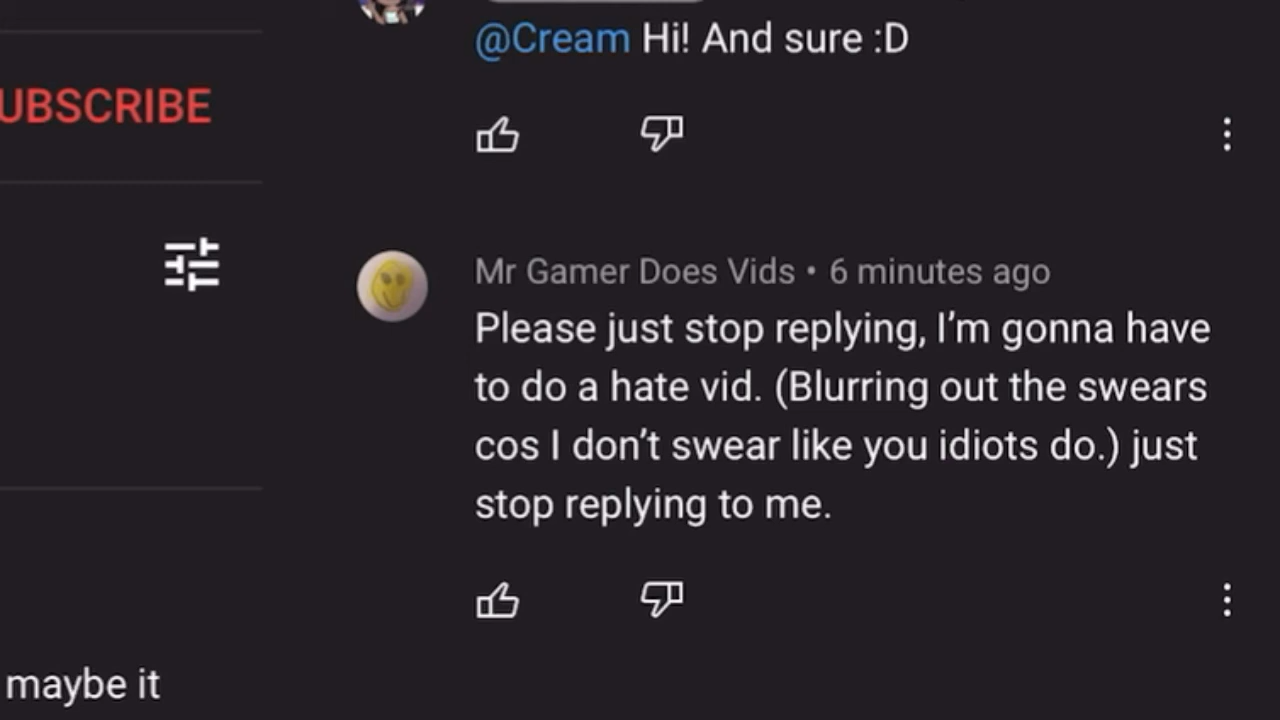 @Cream Hi! And sure :D
UBSCRIBE
Mr Gamer Does Vids • 6 minutes ago
Please just stop replying, I’m gonna have
to do a hate vid. (Blurring out the swears
cos I don’t swear like you idiots do.) just
stop replying to me.
maybe it